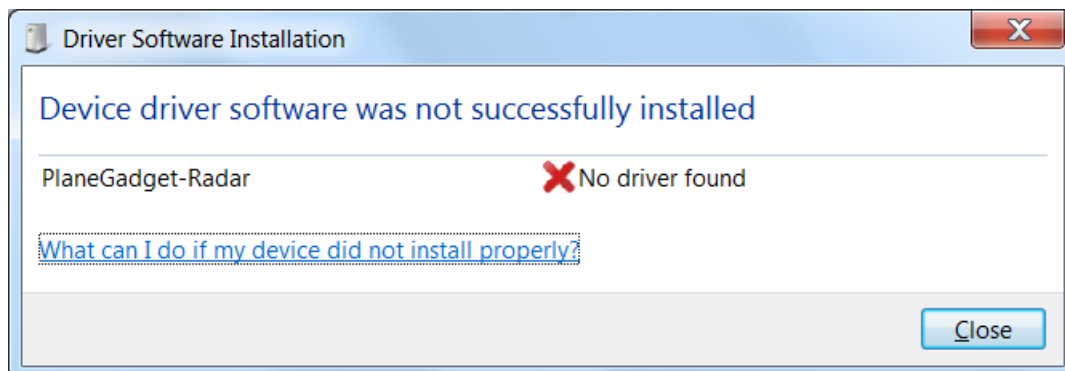 Driver Software Installation
Device driver software was not successfully installed
PlaneGadget-Radar No driver found
What can I do if my device did not install properly?
Close